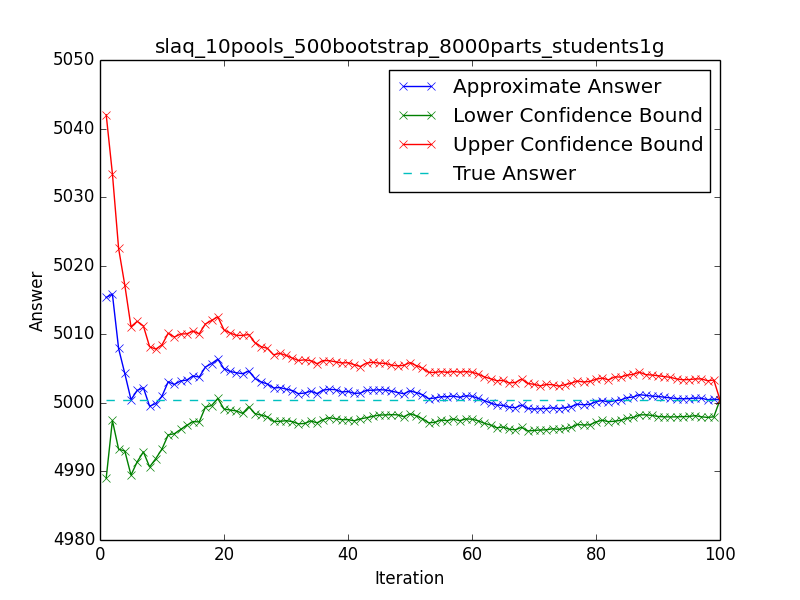 slaq_10pools_500bootstrap_8000parts_students1g
5050
5040
5030
5020
5010
5000
4990
4980
Answer
Approximate Answer
Lower Confidence Bound
Upper Confidence Bound
True Answer
0 20 40 60 80 100
Iteration